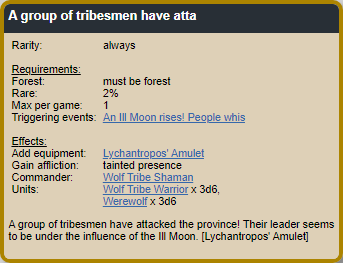 A group of tribesmen have atta
Rarity: always
Requirements:
Forest: must be forest
Rare: 2%
Max per game: 1
Triggering events: An Ill Moon rises! People whis
Effects:
Add equipment: Lychantropos' Amulet
Gain affliction: tainted presence
Commander: Wolf Tribe Shaman
Units: Wolf Tribe Warrior x 3d6,
Werewolf x 3d6
A group of tribesmen have attacked the province! Their leader seems
to be under the influence of the Ill Moon. [Lychantropos' Amulet]